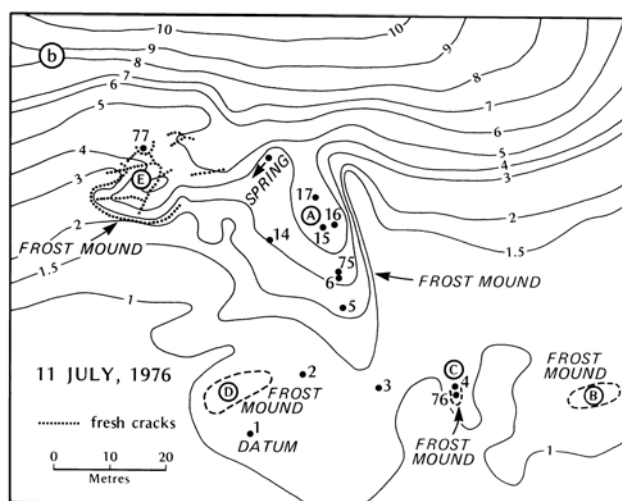 b
10
10
9
9
8
8
7
7
6
6
5
5
4
4
3
3
2
2
1.5
1.5
1
1
77
E
SPRING
17
A
16
15
14
75
6
5
FROST MOUND
FROST MOUND
11 JULY, 1976
2
3
C
4
76
FROST
MOUND
B
D
FROST
MOUND
FROST
MOUND
1
DATUM
fresh cracks
0 10 20
Metres